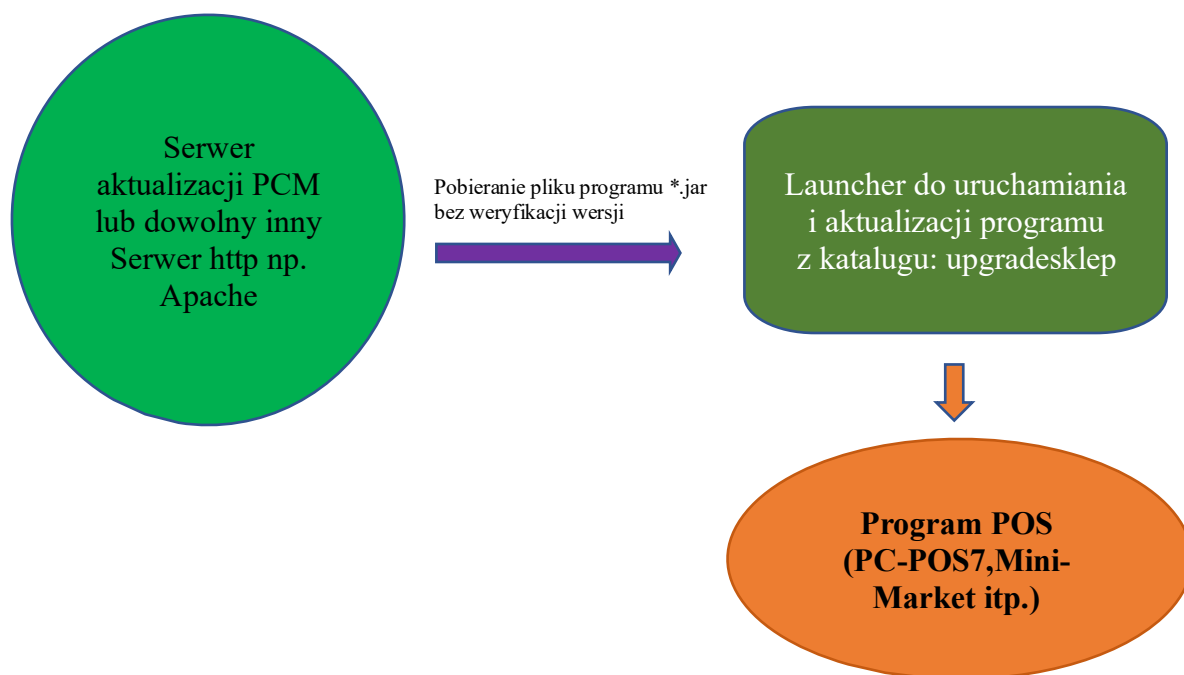 Serwer
aktualizacji PCM
lub dowolny inny
Serwer http np.
Apache
Pobieranie pliku programu *.jar
bez weryfikacji wersji
Launcher do uruchamiania
i aktualizacji programu
z katalugu: upgradesklep
Program POS
(PC-POS7,Mini-
Market itp.)